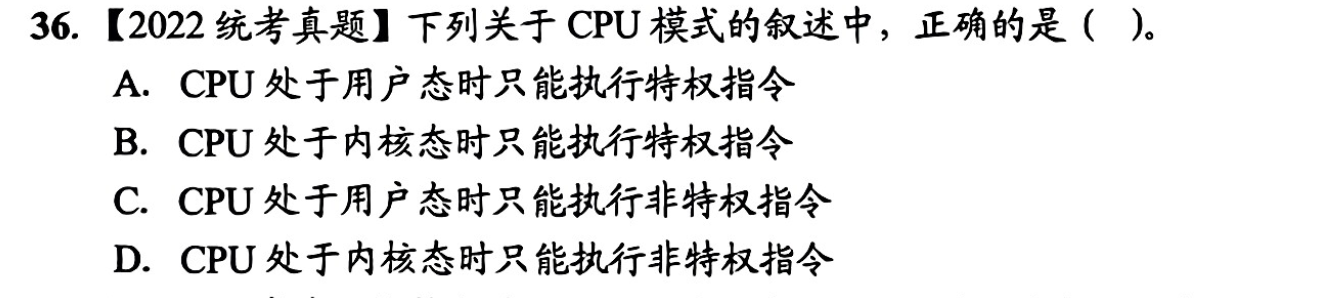 36. 【2022 统考真题】下列关于 CPU 模式的叙述中，正确的是（ ）。
A. CPU 处于用户态时只能执行特权指令
B. CPU 处于内核态时只能执行特权指令
C. CPU 处于用户态时只能执行非特权指令
D. CPU 处于内核态时只能执行非特权指令